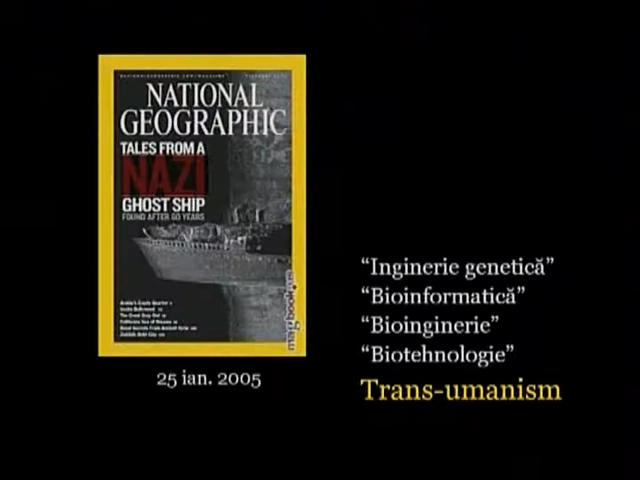 NATIONAL
GEOGRAPHIC
TALES FROM A
NAZI
GHOST SHIP
FOUND AFTER 60 YEARS
magbook
25 ian. 2005
“Inginerie genetică”
“Bioinformatică”
“Bioinginerie”
“Biotehnologie”
Trans-umanism